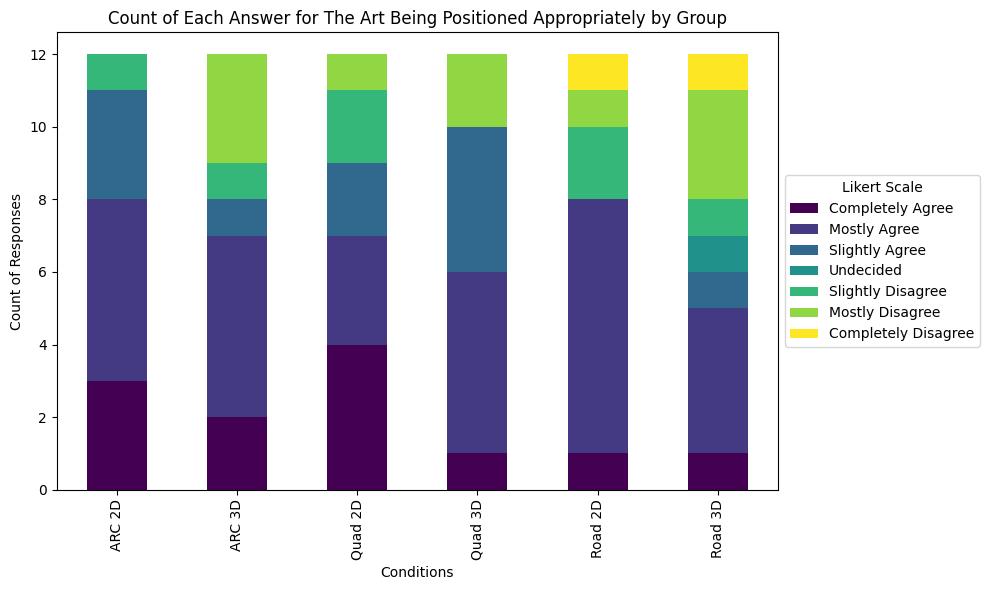 Count of Each Answer for The Art Being Positioned Appropriately by Group
Count of Responses
12
10
8
6
4
2
0
ARC 2D
ARC 3D
Quad 2D
Quad 3D
Road 2D
Road 3D
Conditions
Likert Scale
Completely Agree
Mostly Agree
Slightly Agree
Undecided
Slightly Disagree
Mostly Disagree
Completely Disagree